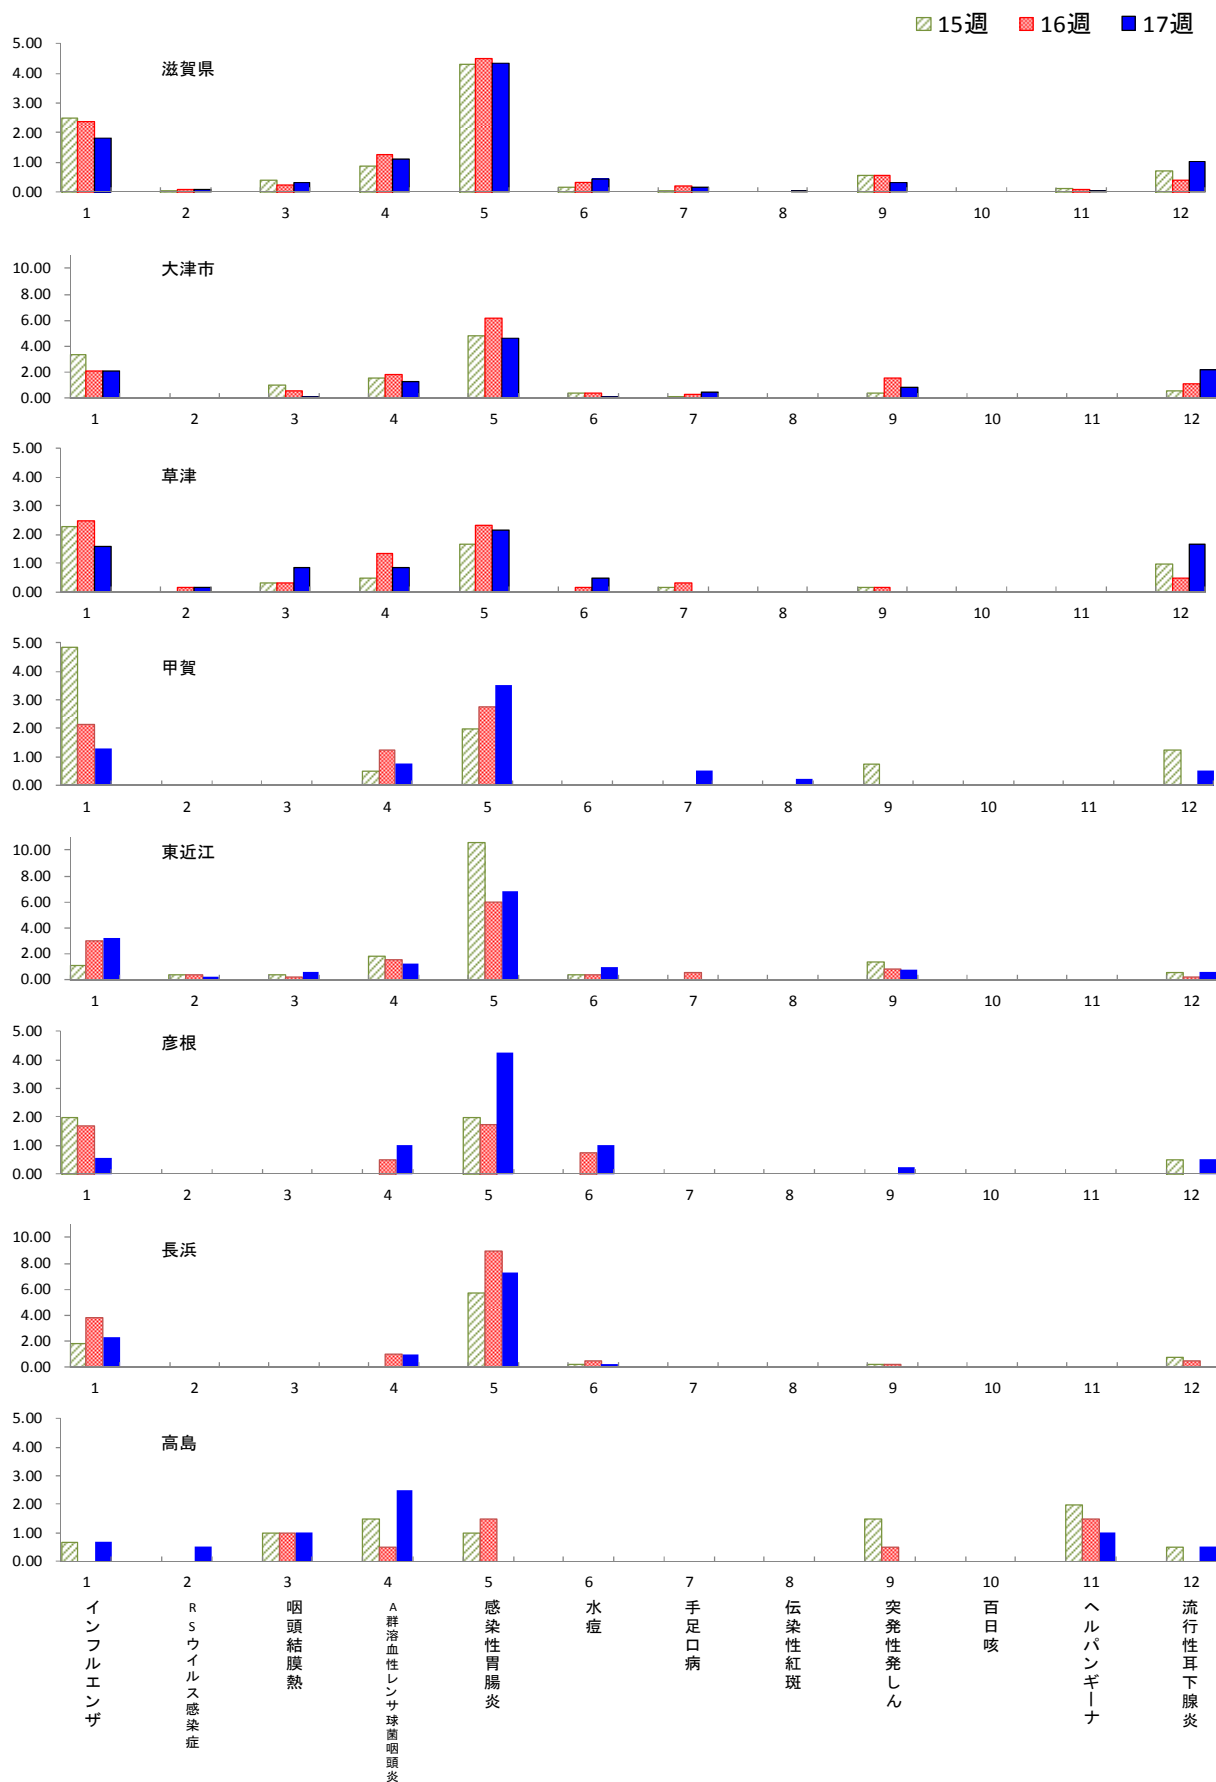 15週 16週 17週
滋賀県
5.00
4.00
3.00
2.00
1.00
0.00
1 2 3 4 5 6 7 8 9 10 11 12
大津市
10.00
8.00
6.00
4.00
2.00
0.00
1 2 3 4 5 6 7 8 9 10 11 12
草津
5.00
4.00
3.00
2.00
1.00
0.00
1 2 3 4 5 6 7 8 9 10 11 12
甲賀
5.00
4.00
3.00
2.00
1.00
0.00
1 2 3 4 5 6 7 8 9 10 11 12
東近江
10.00
8.00
6.00
4.00
2.00
0.00
1 2 3 4 5 6 7 8 9 10 11 12
彦根
5.00
4.00
3.00
2.00
1.00
0.00
1 2 3 4 5 6 7 8 9 10 11 12
長浜
10.00
8.00
6.00
4.00
2.00
0.00
1 2 3 4 5 6 7 8 9 10 11 12
高島
5.00
4.00
3.00
2.00
1.00
0.00
1 2 3 4 5 6 7 8 9 10 11 12
インフルエンザ
RSウイルス感染症
咽頭結膜熱
A群溶血性レンサ球菌咽頭炎
感染性胃腸炎
水痘
手足口病
伝染性紅斑
突発性発しん
百日咳
ヘルパンギーナ
流行性耳下腺炎